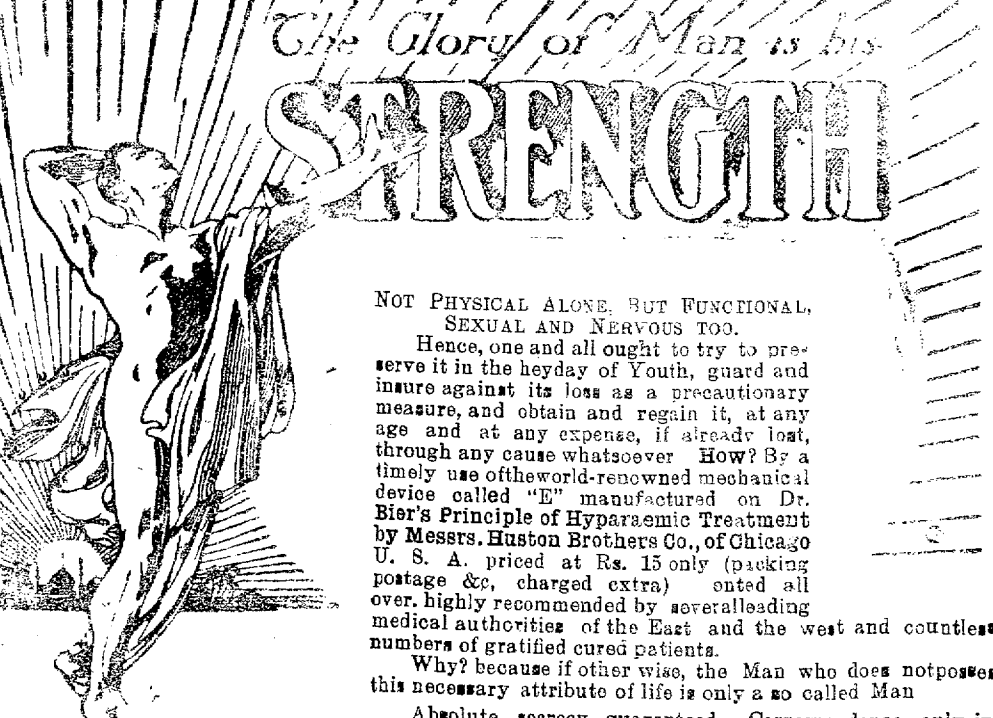 The Glory of Man is his
STRENGTH
NOT PHYSICAL ALONE, BUT FUNCTIONAL,
SEXUAL AND NERVOUS TOO.
Hence, one and all ought to try to pre-
serve it in the heyday of Youth, guard and
insure against its loss as a precautionary
measure, and obtain and regain it, at any
age and at any expense, if already lost,
through any cause whatsoever How? By a
timely use oftheworld-renowned mechanical
device called "E" manufactured on Dr.
Bier's Principle of Hyparaemic Treatment
by Messrs. Huston Brothers Co., of Chicago
U. S. A. priced at Rs. 15 only (packing
postage &c, charged extra) ented all
over. highly recommended by severalleading
medical authorities of the East and the west and countless
numbers of gratified cured patients.
Why? because if other wise, the Man who does notposses
this necessary attribute of life is only a so called Man
Absolute secrecy guaranteed. only in